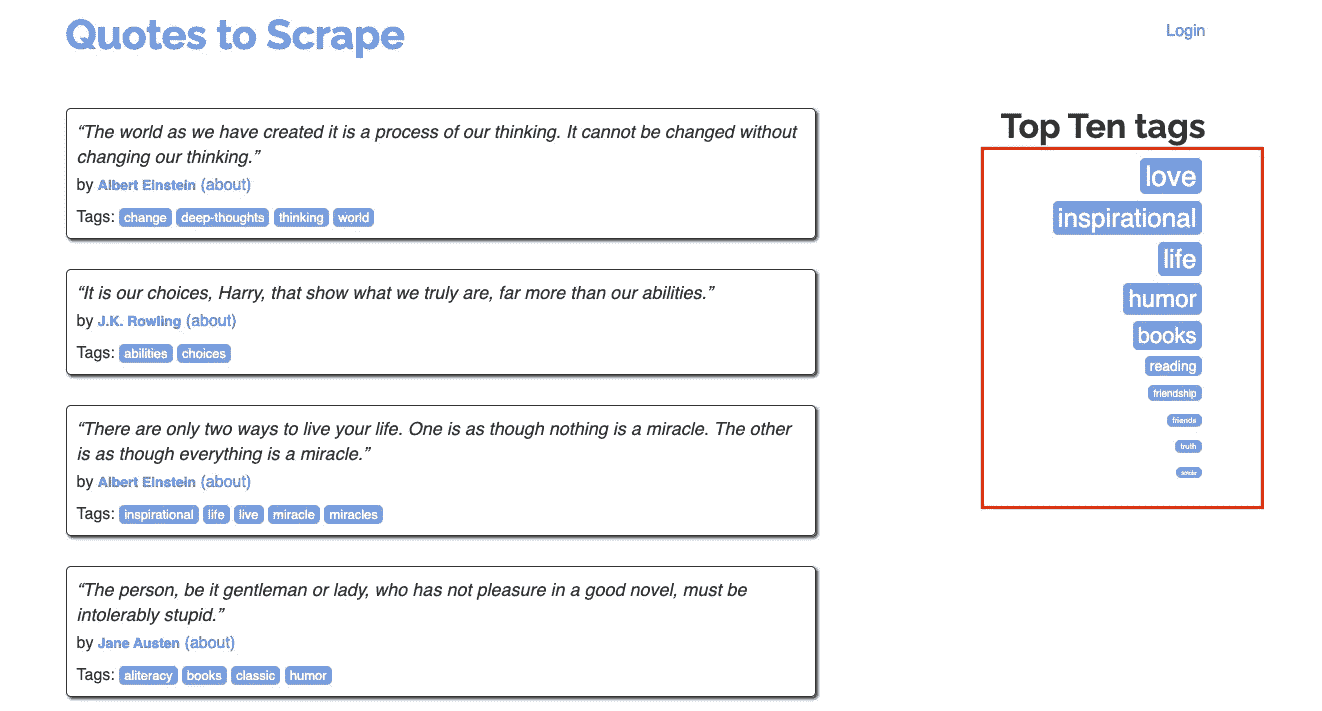 Quotes to Scrape
Login
“The world as we have created it is a process of our thinking. It cannot be changed without
changing our thinking.”
by Albert Einstein (about)
Tags: change deep-thoughts thinking world
“It is our choices, Harry, that show what we truly are, far more than our abilities.”
by J.K. Rowling (about)
Tags: abilities choices
“There are only two ways to live your life. One is as though nothing is a miracle. The other
is as though everything is a miracle.”
by Albert Einstein (about)
Tags: inspirational life live miracle miracles
“The person, be it gentleman or lady, who has not pleasure in a good novel, must be
intolerably stupid.”
by Jane Austen (about)
Tags: aliteracy books classic humor
Top Ten tags
love
inspirational
life
humor
books
reading
friendship
friends
truth